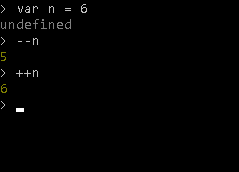 > var n = 6
undefined
> --n
5
> ++n
6
>